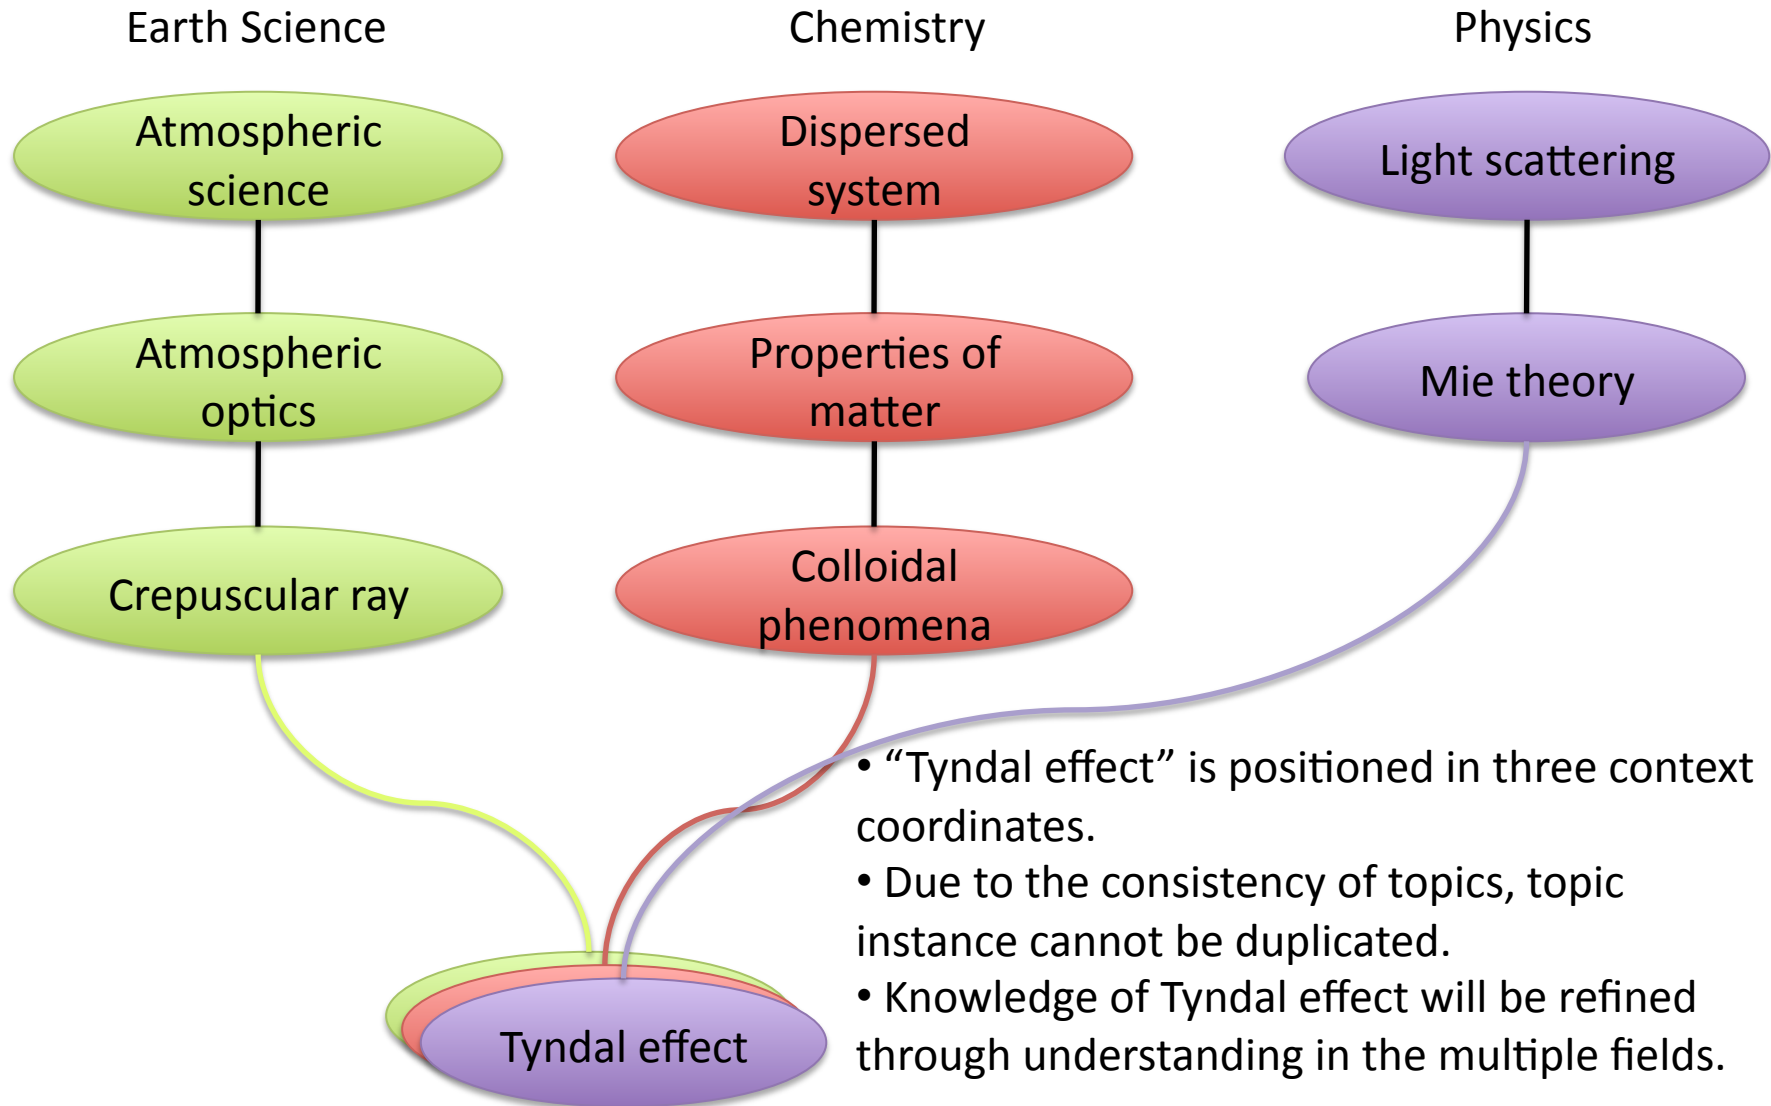 Earth Science
Chemistry
Physics
Atmospheric
science
Dispersed
system
Light scattering
Atmospheric
optics
Properties of
matter
Mie theory
Crepuscular ray
Colloidal
phenomena
• “Tyndal effect” is positioned in three context
coordinates.
• Due to the consistency of topics, topic
instance cannot be duplicated.
• Knowledge of Tyndal effect will be refined
through understanding in the multiple fields.
Tyndal effect